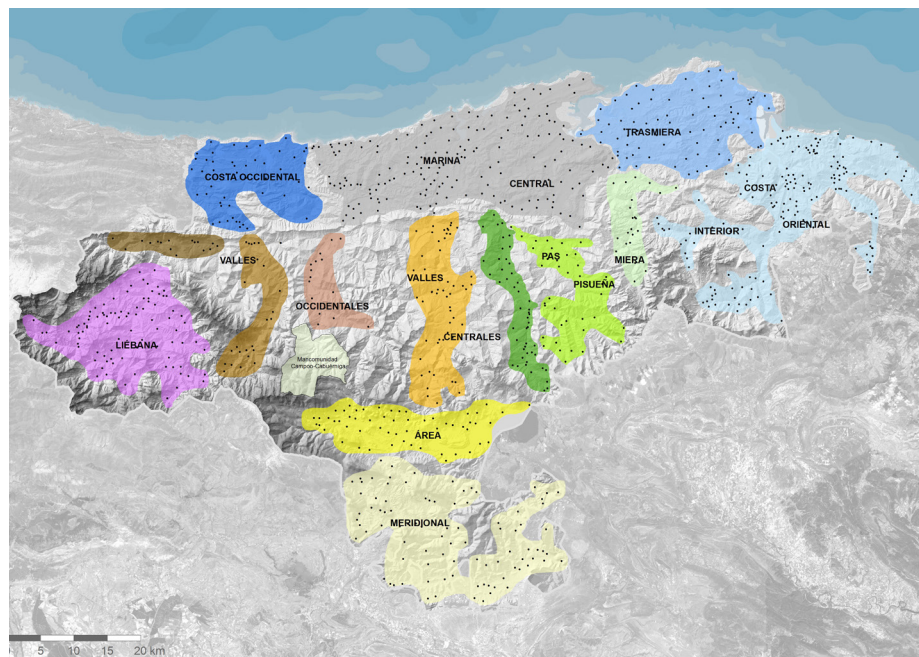 TRASMIERA
MARINA
COSTA OCCIDENTAL
CENTRAL
COSTA
ORIENTAL
INTERIOR
PAS
MIERA
VALLES
VALLES
PISUEÑA
OCCIDENTALES
CENTRALES
LIÉBANA
Mancomunidad
Campoo-Cabuérniga
ÁREA
MERIDIONAL
0 5 10 15 20 km